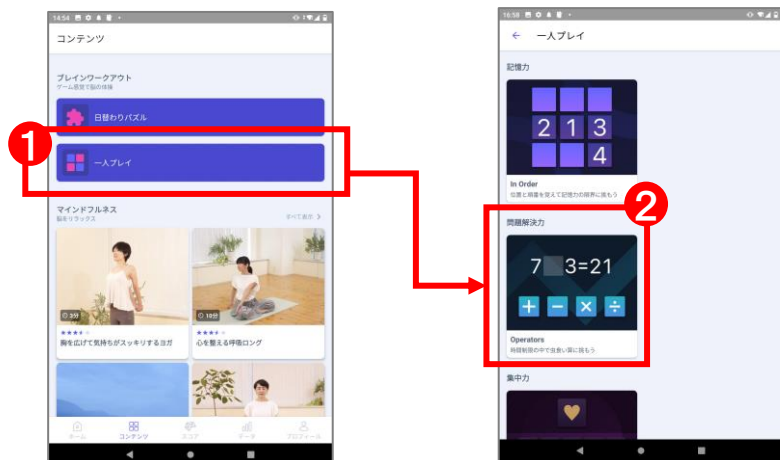 14:54
コンテンツ
ブレインワークアウト
ゲーム感覚で脳の体操
日替わりパズル
1
一人プレイ
マインドフルネス
脳をリラックス
すべて表示
3分
10分
胸を広げて気持ちがスッキリするヨガ
心を整える呼吸ロング
ホーム
コンテンツ
スコア
データ
プロフィール
16:58
一人プレイ
記憶力
2 1 3
4
In Order
位置と順番を覚えて記憶力の限界に挑もう
2
問題解決力
7 3=21
+ − × ÷
Operators
時間制限の中で虫食い算に挑もう
集中力